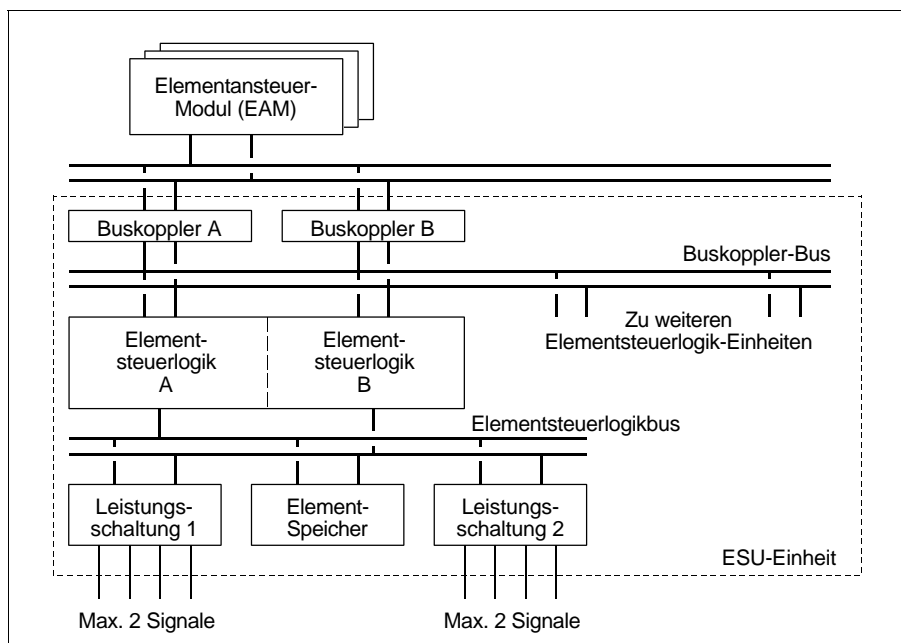 Elementansteuer-
Modul (EAM)
Buskoppler A
Buskoppler B
Buskoppler-Bus
Zu weiteren
Elementsteuerlogik-Einheiten
Element-
steuerlogik
A
Element-
steuerlogik
B
Elementsteuerlogikbus
Leistungs-
schaltung 1
Element-
Speicher
Leistungs-
schaltung 2
ESU-Einheit
Max. 2 Signale
Max. 2 Signale